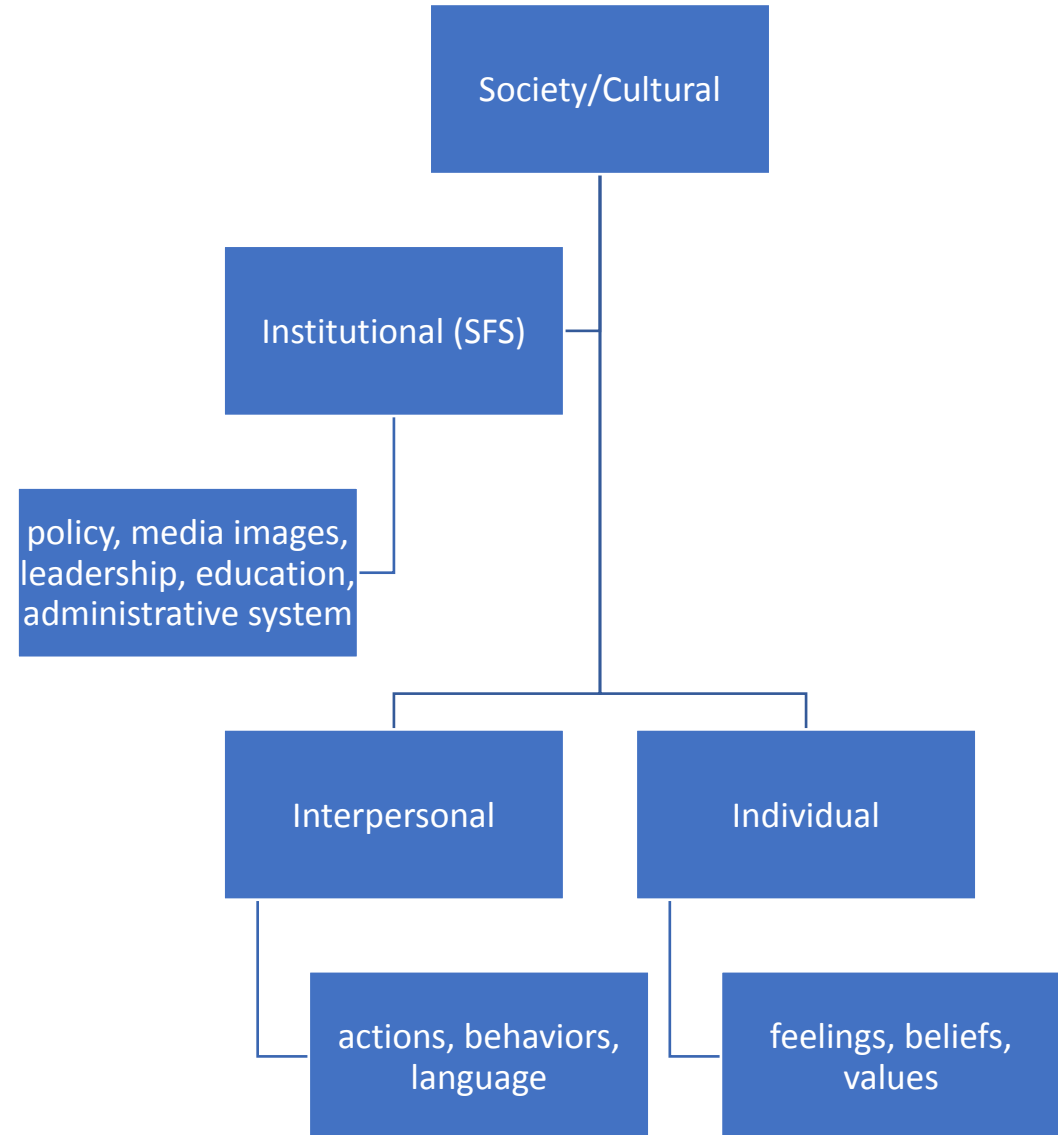 Society/Cultural
Institutional (SFS)
policy, media images,
leadership, education,
administrative system
Interpersonal
Individual
actions, behaviors,
language
feelings, beliefs,
values